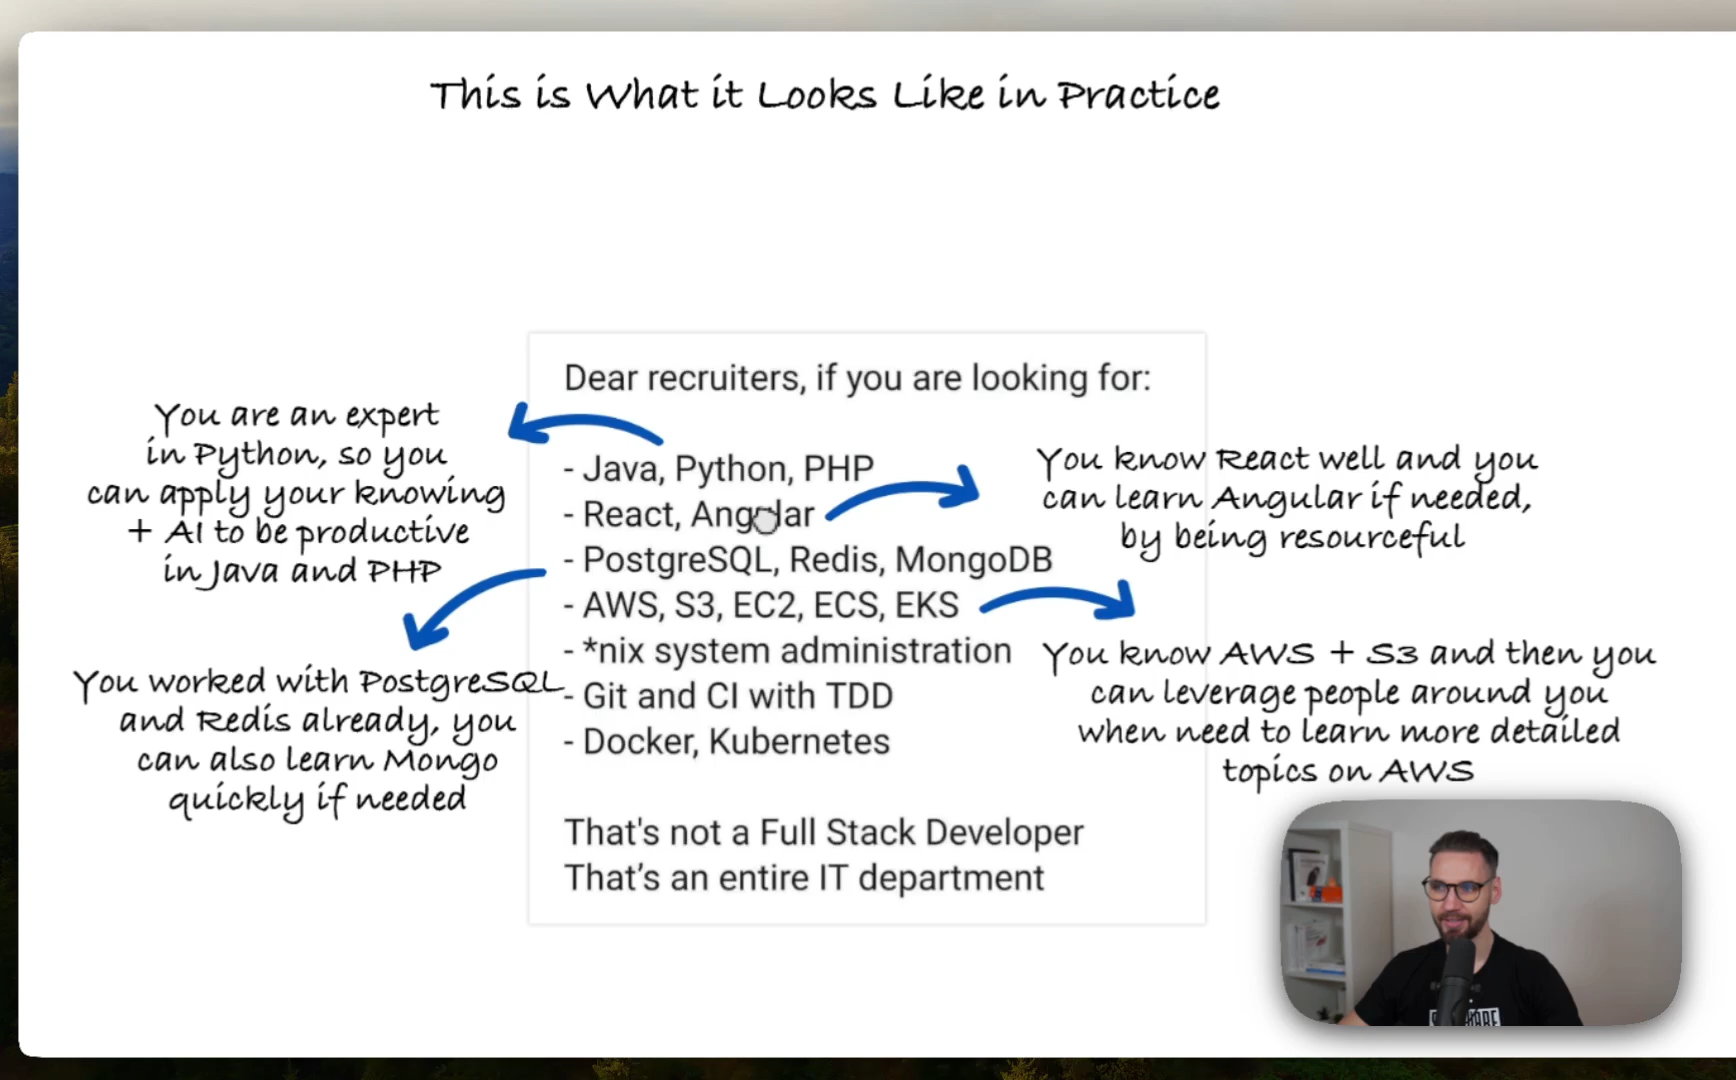 This is What it Looks Like in Practice
Dear recruiters, if you are looking for:
- Java, Python, PHP
- React, Angular
- PostgreSQL, Redis, MongoDB
- AWS, S3, EC2, ECS, EKS
- *nix system administration
- Git and CI with TDD
- Docker, Kubernetes
That's not a Full Stack Developer
That's an entire IT department
You are an expert
in Python, so you
can apply your knowing
+ AI to be productive
in Java and PHP
You know React well and you
can learn Angular if needed,
by being resourceful
You worked with PostgreSQL
and Redis already, you
can also learn Mongo
quickly if needed
You know AWS + S3 and then you
can leverage people around you
when need to learn more detailed
topics on AWS